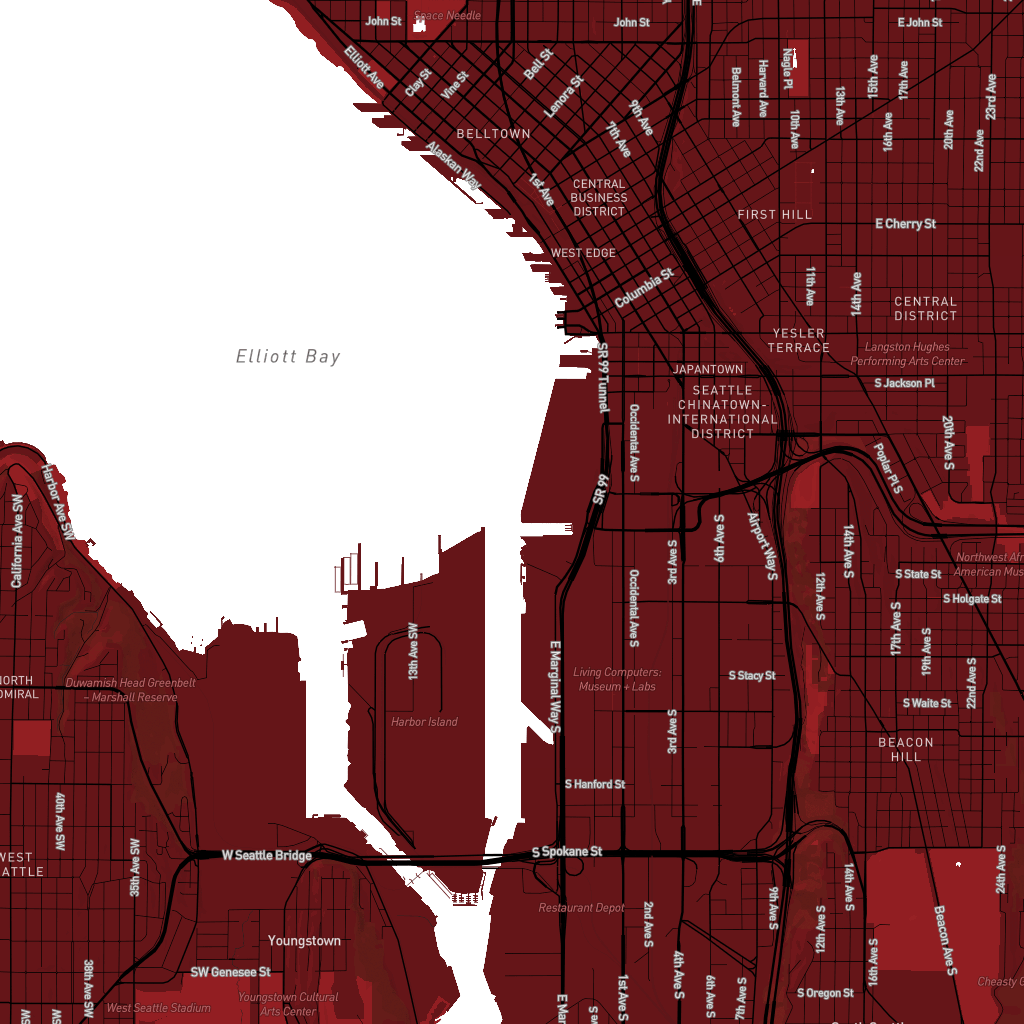 Space Needle
John St
John St
E John St
Elliott Ave
Clay St
Vine St
Bell St
Lenora St
9th Ave
7th Ave
Belmont Ave
Harvard Ave
Nagle Pl
10th Ave
13th Ave
15th Ave
17th Ave
16th Ave
20th Ave
22nd Ave
23rd Ave
BELLTOWN
Alaskan Way
1st Ave
CENTRAL
BUSINESS
DISTRICT
FIRST HILL
E Cherry St
WEST EDGE
Columbia St
11th Ave
14th Ave
CENTRAL
DISTRICT
YESLER
TERRACE
Langston Hughes
Performing Arts Center
Elliott Bay
SR 99 Tunnel
JAPANTOWN
S Jackson Pl
SEATTLE
CHINATOWN-
INTERNATIONAL
DISTRICT
Occidental Ave S
20th Ave S
Poplar Pl S
Harbor Ave SW
California Ave SW
SR 99
3rd Ave S
6th Ave S
Airport Way S
14th Ave S
Northwest Af
American Mus
S State St
12th Ave S
S Holgate St
Occidental Ave S
17th Ave S
19th Ave S
22nd Ave S
13th Ave SW
E Marginal Way S
Living Computers:
Museum + Labs
S Stacy St
NORTH
DMIRAL
Duwamish Head Greenbelt
- Marshall Reserve
Harbor Island
3rd Ave S
S Waite St
BEACON
HILL
S Hanford St
40th Ave SW
35th Ave SW
WEST
ATTLE
W Seattle Bridge
S Spokane St
9th Ave S
14th Ave S
24th Ave S
Restaurant Depot
2nd Ave S
12th Ave S
Beacon Ave S
16th Ave S
Youngstown
SW Genesee St
38th Ave SW
4th Ave S
6th Ave S
7th Ave S
1st Ave S
E Mar
S Oregon St
Cheasty G
West Seattle Stadium
Youngstown Cultural
Arts Center
SW
SW